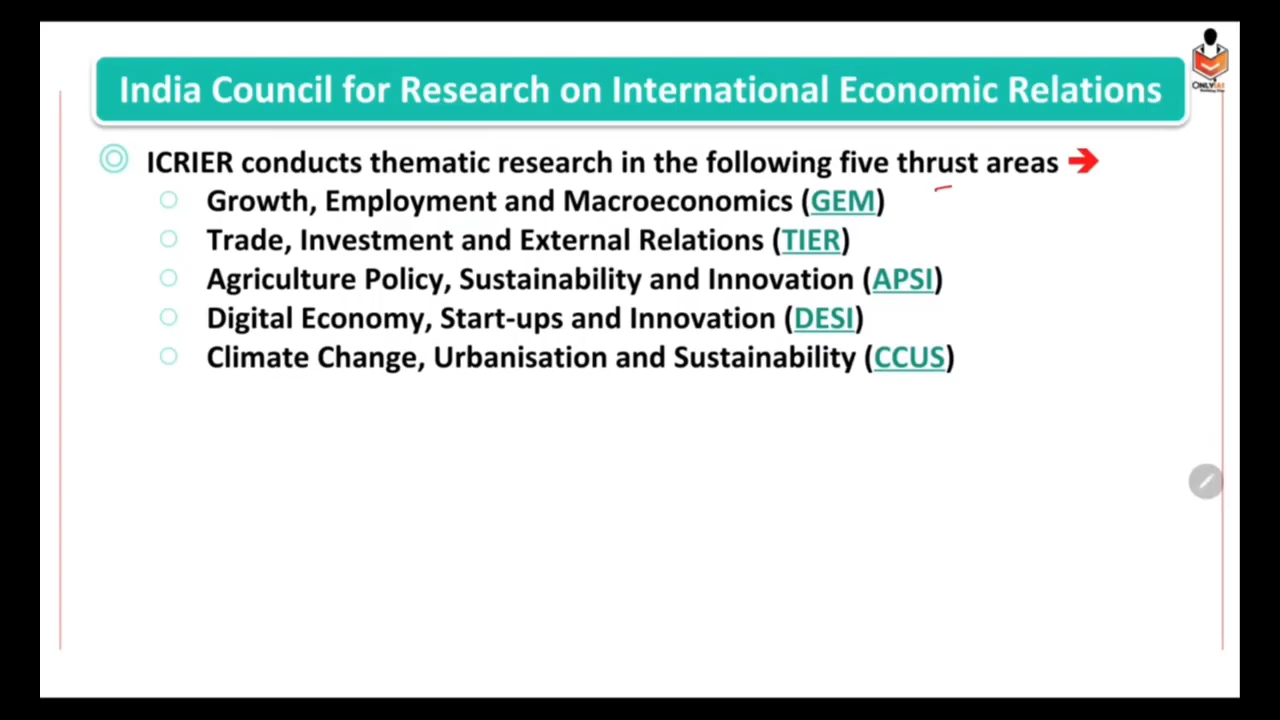 India Council for Research on International Economic Relations
ONLYIAS
ICRIER conducts thematic research in the following five thrust areas
Growth, Employment and Macroeconomics (GEM)
Trade, Investment and External Relations (TIER)
Agriculture Policy, Sustainability and Innovation (APSI)
Digital Economy, Start-ups and Innovation (DESI)
Climate Change, Urbanisation and Sustainability (CCUS)